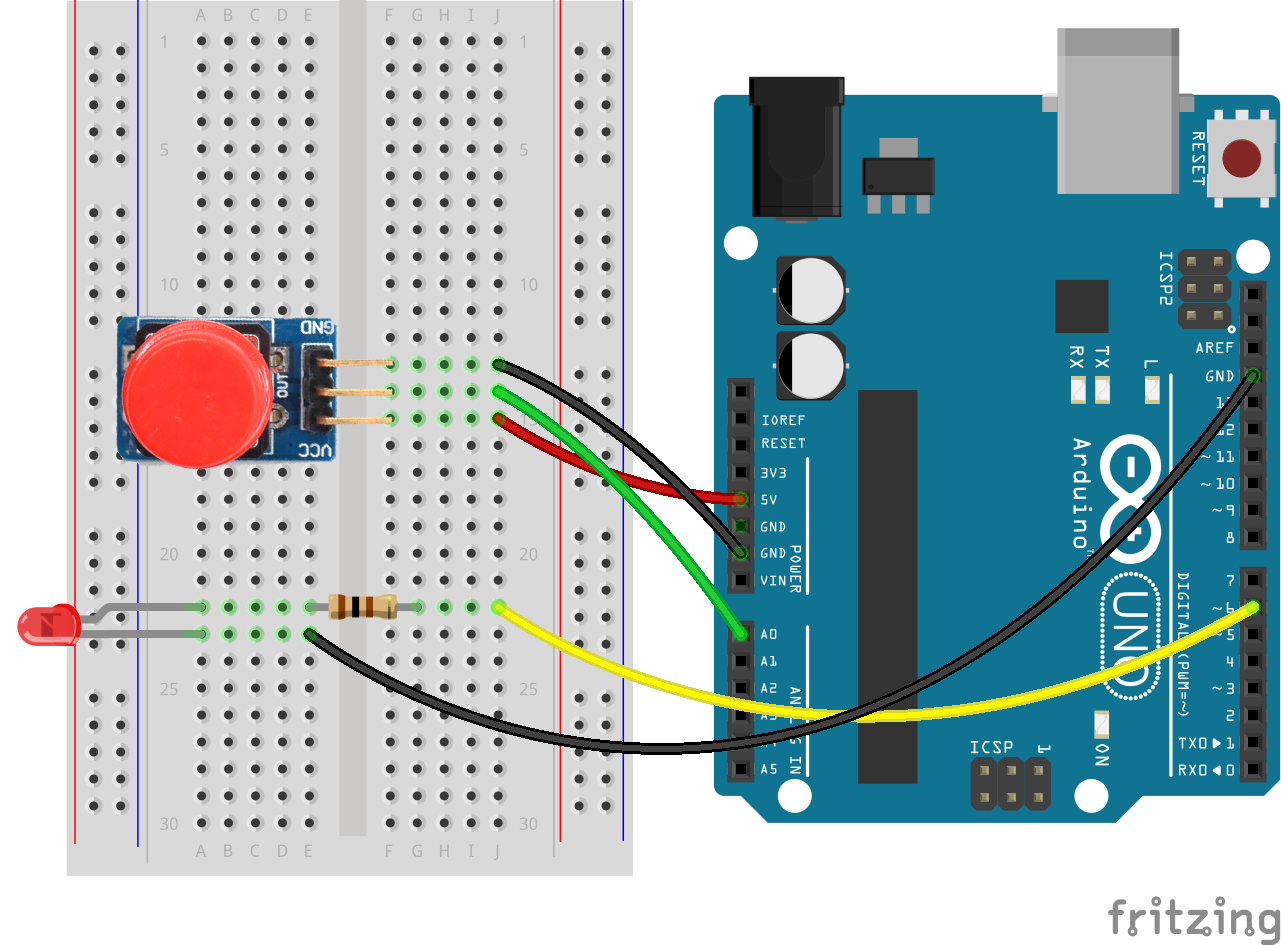 A B C D E F G H I J
1 1
5 5
10 10
GND
OUT
VCC
15
20 20
25 25
30 30
A B C D E F G H I J
RESET
ICSP2
AREF
GND
12
~11
~10
~9
8
7
~6
5
4
~3
2
TX0▶1
RX0◀0
RX
TX
L
IOREF
RESET
3V3
5V
GND
GND
VIN
POWER
A0
A1
A2
A3
A5
IN
Arduino
TM
UNO
DIGITAL (PWM=~)
ON
ICSP
1
fritzing